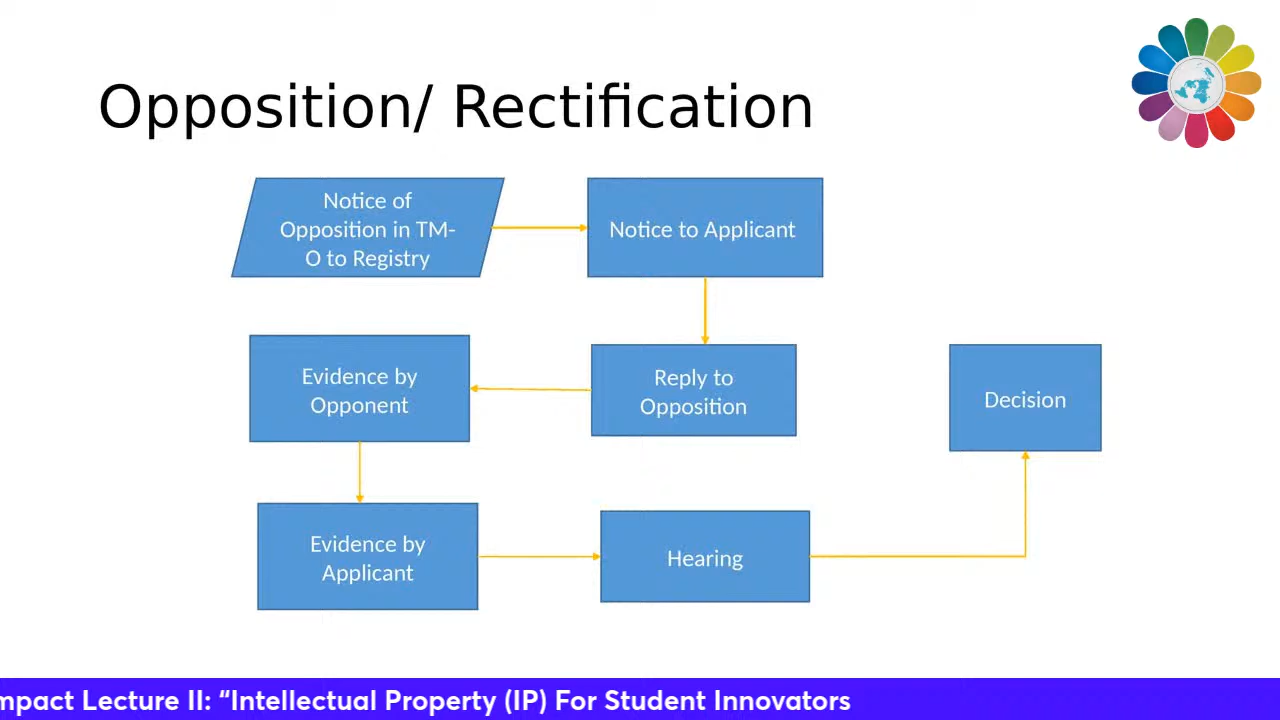 Opposition/ Rectification
Notice of
Opposition in TM-
O to Registry
Notice to Applicant
Reply to
Opposition
Evidence by
Opponent
Evidence by
Applicant
Hearing
Decision
mpact Lecture II: “Intellectual Property (IP) For Student Innovators